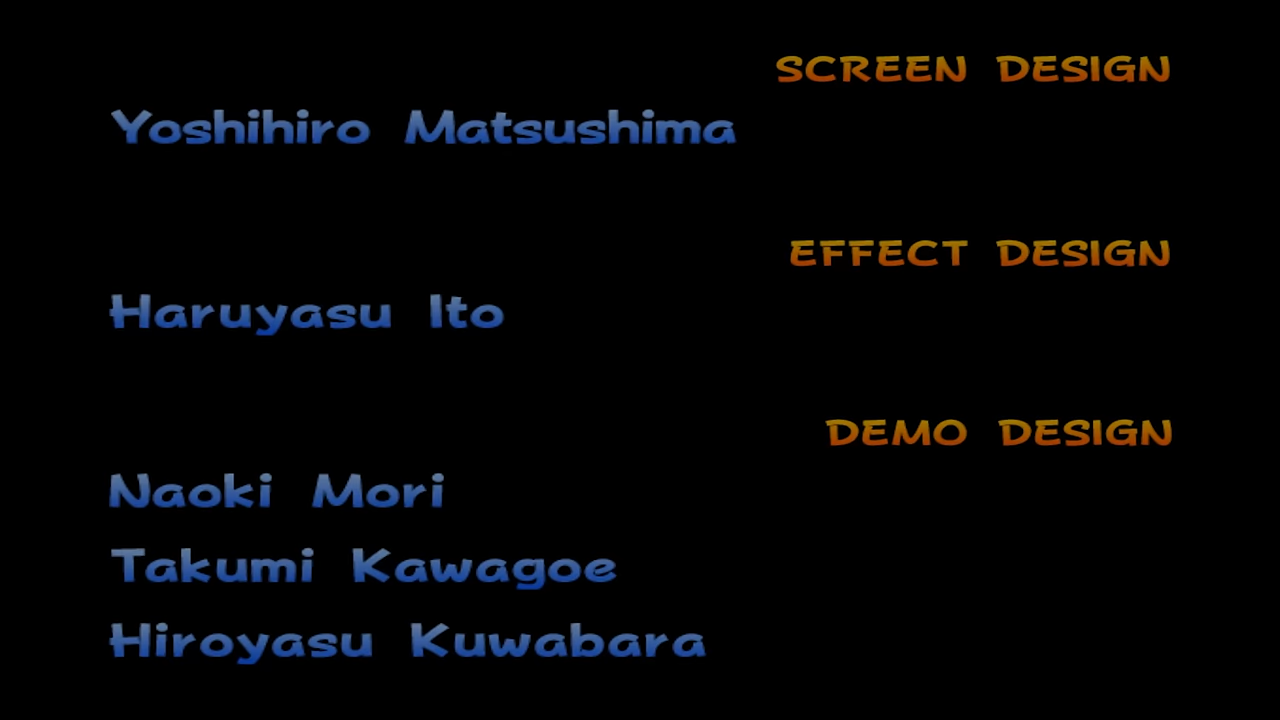 SCREEN DESIGN
Yoshihiro Matsushima
EFFECT DESIGN
Haruyasu Ito
DEMO DESIGN
Naoki Mori
Takumi Kawagoe
Hiroyasu Kuwabara